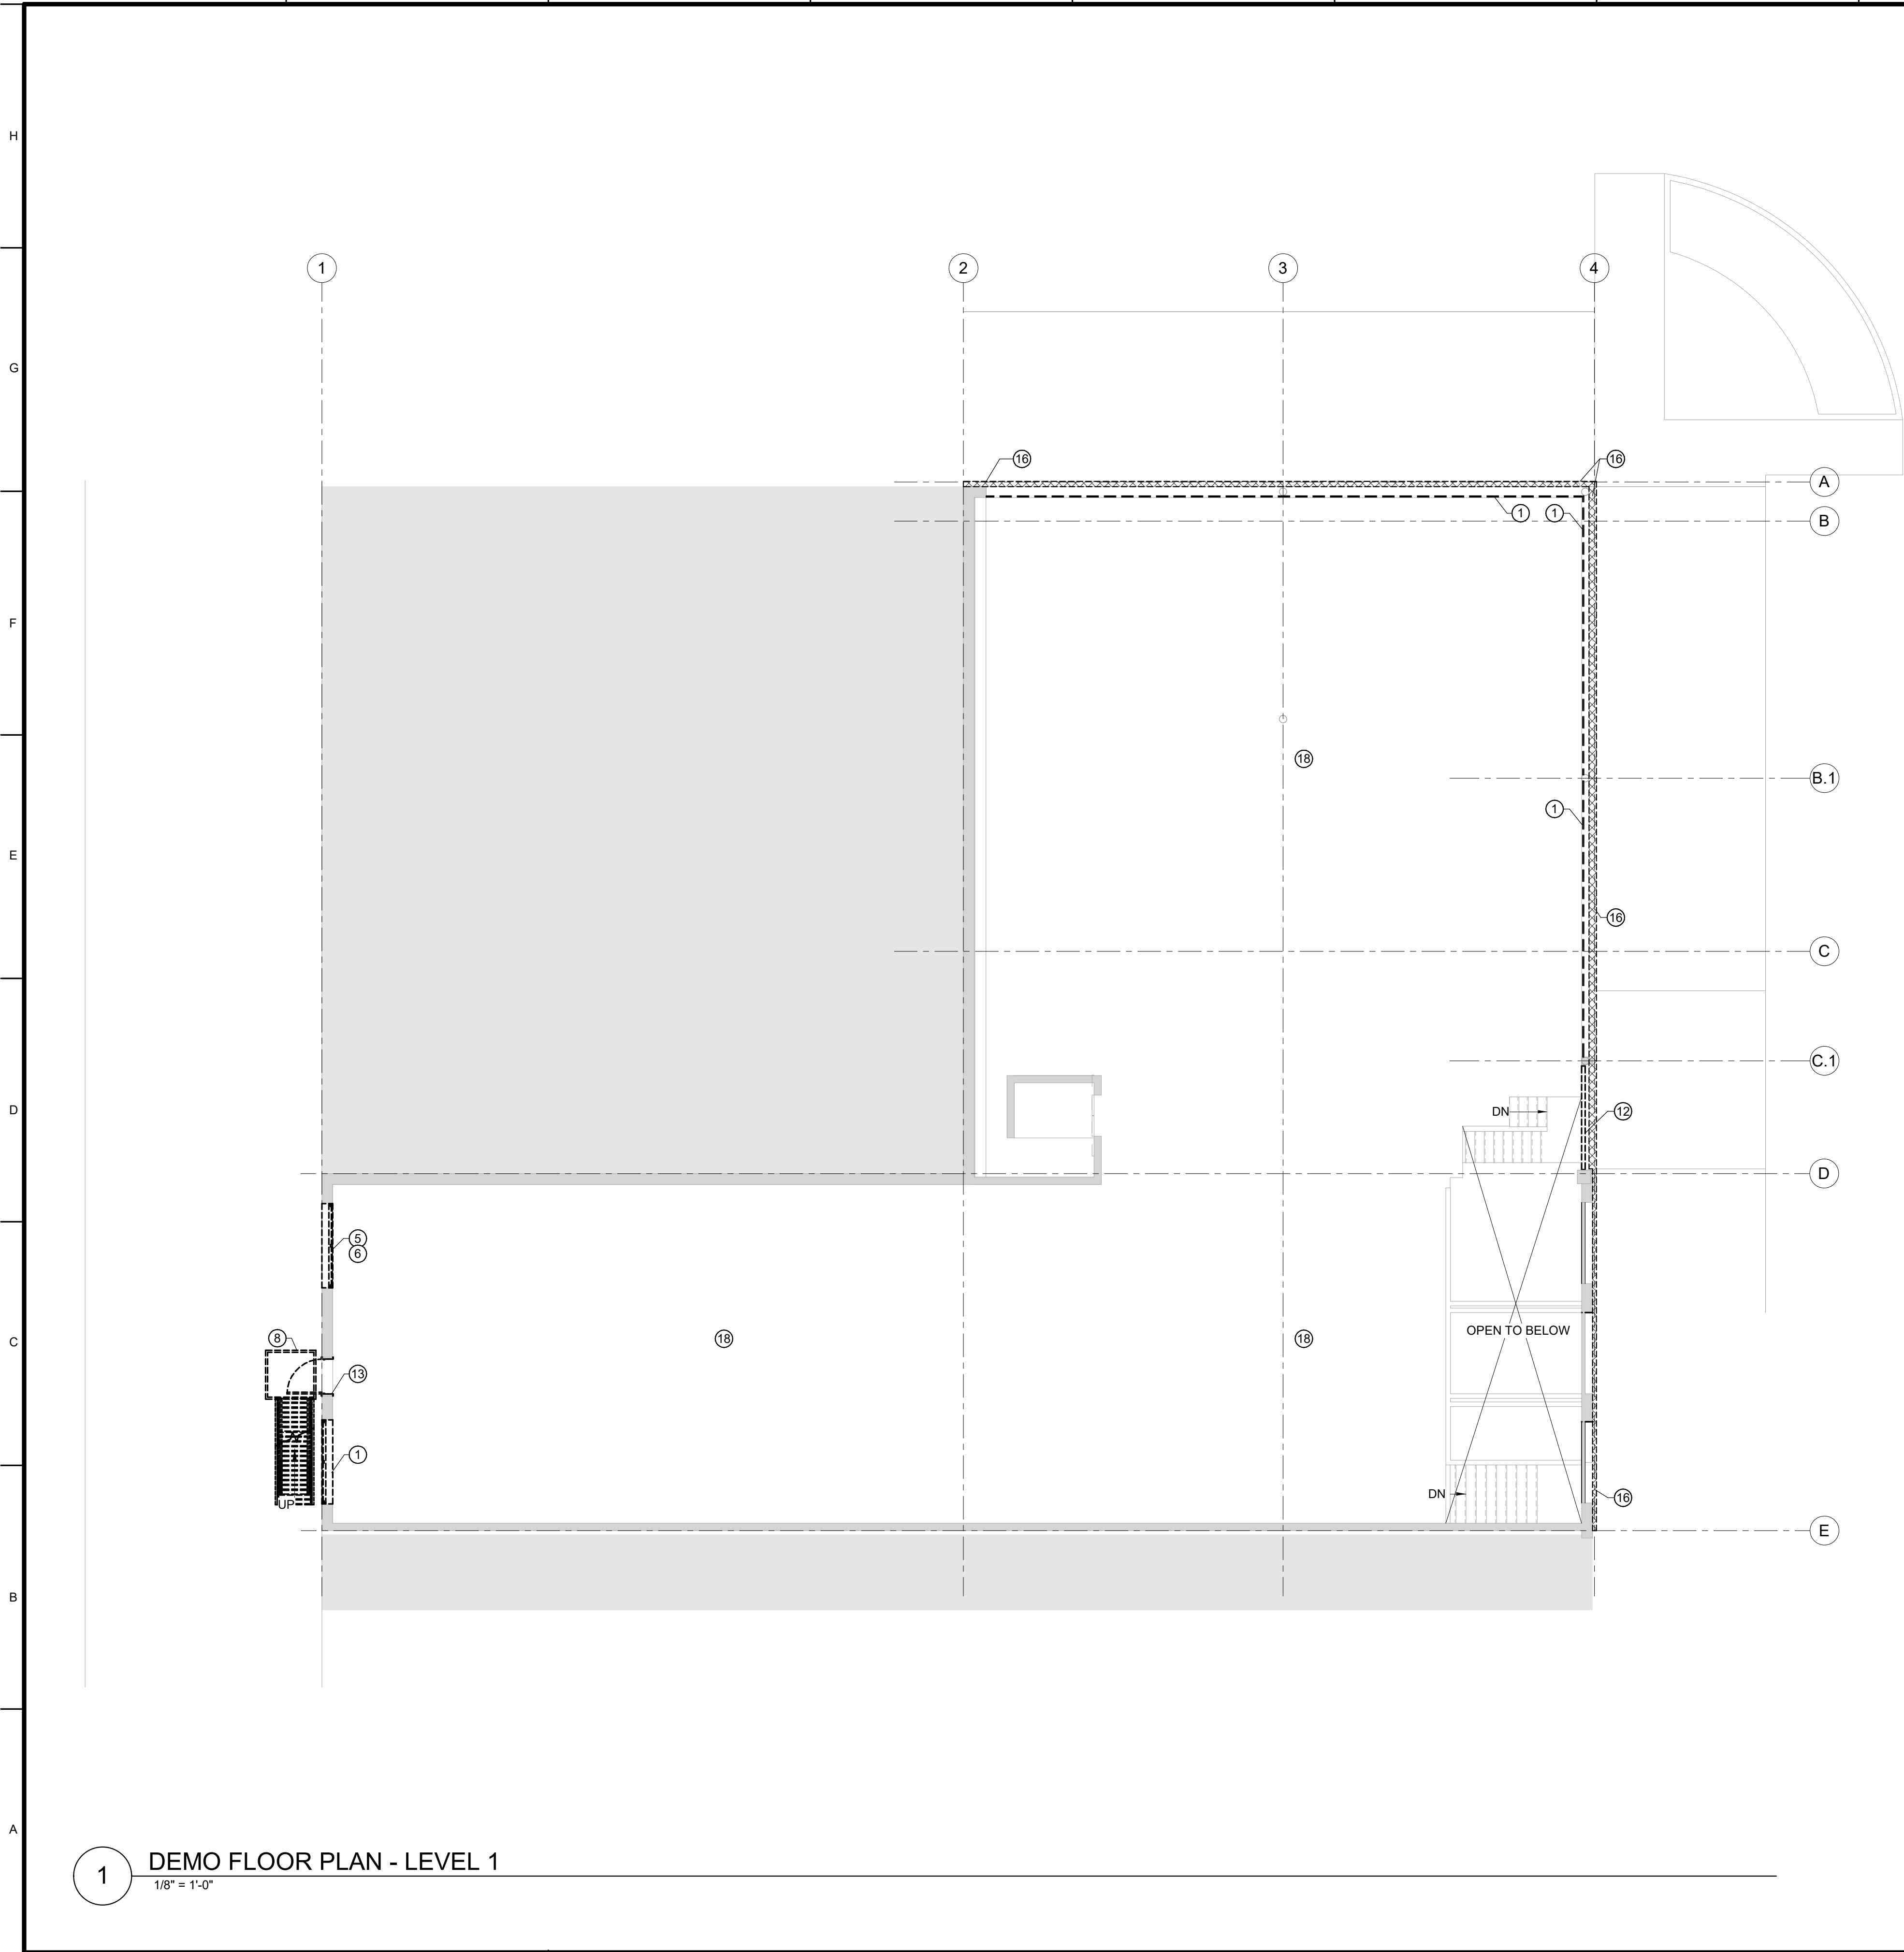 H
1
2
3
4
G
16
16
A
1
1
B
F
18
B.1
1
E
16
C
C.1
D
DN
12
D
5
6
8
18
18
OPEN TO BELOW
C
13
1
DN
UP
16
E
B
A
1
DEMO FLOOR PLAN - LEVEL 1
1/8" = 1'-0"